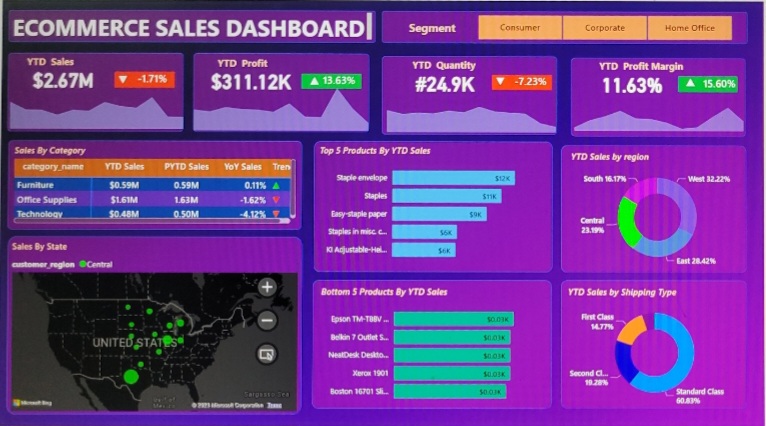 ECOMMERCE SALES DASHBOARD
Segment
Consumer
Corporate
Home Office
YTD Sales
$2.67M
▼ -1.71%
YTD Profit
$311.12K
▲ 13.63%
YTD Quantity
#24.9K
▼ -7.23%
YTD Profit Margin
11.63%
▲ 15.60%
Sales By Category
category_name YTD Sales PYTD Sales YoY Sales Tren
Furniture $0.59M 0.59M 0.11% ▲
Office Supplies $1.61M 1.63M -1.62% ▼
Technology $0.48M 0.50M -4.12% ▼
Top 5 Products By YTD Sales
Staple envelope $12K
Staples $11K
Easy-staple paper $9K
Staples in misc. c... $6K
KI Adjustable-Hei... $6K
YTD Sales by region
South 16.17%
West 32.22%
Central
23.19%
East 28.42%
Sales By State
customer_region Central
UNITED STATES
Microsoft Bing
© 2023 Microsoft Corporation Terms
Bottom 5 Products By YTD Sales
Epson TM-T88V ... $0.03K
Belkin 7 Outlet S... $0.03K
NeatDesk Deskto... $0.03K
Xerox 1901 $0.03K
Boston 16701 Sli... $0.03K
YTD Sales by Shipping Type
First Class
14.77%
Second Cl...
19.28%
Standard Class
60.83%